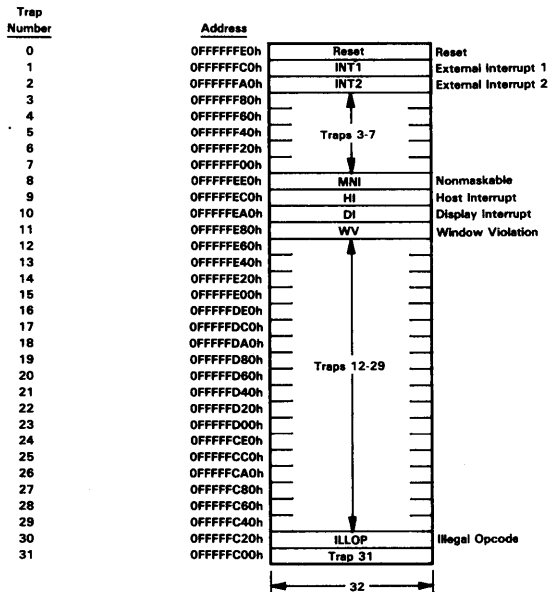 Trap
Number Address
0 0FFFFFFE0h Reset Reset
1 0FFFFFFC0h INT1 External Interrupt 1
2 0FFFFFFA0h INT2 External Interrupt 2
3 0FFFFFF80h
4 0FFFFFF60h
5 0FFFFFF40h Traps 3-7
6 0FFFFFF20h
7 0FFFFFF00h
8 0FFFFFEE0h MNI Nonmaskable
9 0FFFFFEC0h HI Host Interrupt
10 0FFFFFEA0h DI Display Interrupt
11 0FFFFFE80h WV Window Violation
12 0FFFFFE60h
13 0FFFFFE40h
14 0FFFFFE20h
15 0FFFFFE00h
16 0FFFFFDE0h
17 0FFFFFDC0h
18 0FFFFFDA0h
19 0FFFFFD80h
20 0FFFFFD60h Traps 12-29
21 0FFFFFD40h
22 0FFFFFD20h
23 0FFFFFD00h
24 0FFFFFCE0h
25 0FFFFFCC0h
26 0FFFFFCA0h
27 0FFFFFC80h
28 0FFFFFC60h
29 0FFFFFC40h
30 0FFFFFC20h ILLOP Illegal Opcode
31 0FFFFFC00h Trap 31
32